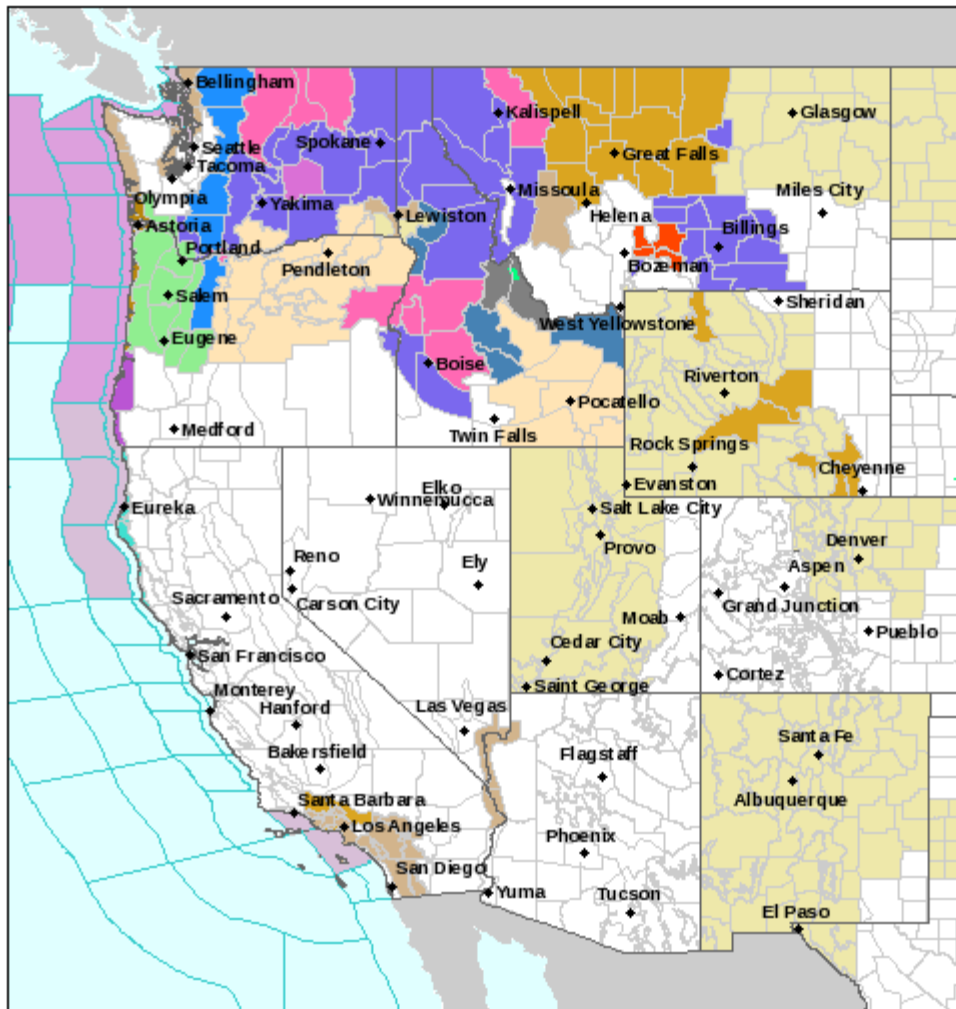 Bellingham
Kalispell
Glasgow
Seattle
Spokane
Great Falls
Tacoma
Olympia
Missoula
Miles City
Yakima
Lewiston
Helena
Astoria
Billings
Portland
Pendleton
Bozeman
Salem
Sheridan
West Yellowstone
Eugene
Boise
Riverton
Pocatello
Medford
Twin Falls
Rock Springs
Cheyenne
Evanston
Elko
Winnemucca
Eureka
Salt Lake City
Denver
Provo
Reno
Ely
Aspen
Sacramento
Carson City
Grand Junction
Moab
Pueblo
San Francisco
Cedar City
Cortez
Saint George
Monterey
Las Vegas
Hanford
Santa Fe
Bakersfield
Flagstaff
Albuquerque
Santa Barbara
Los Angeles
Phoenix
San Diego
Yuma
Tucson
El Paso